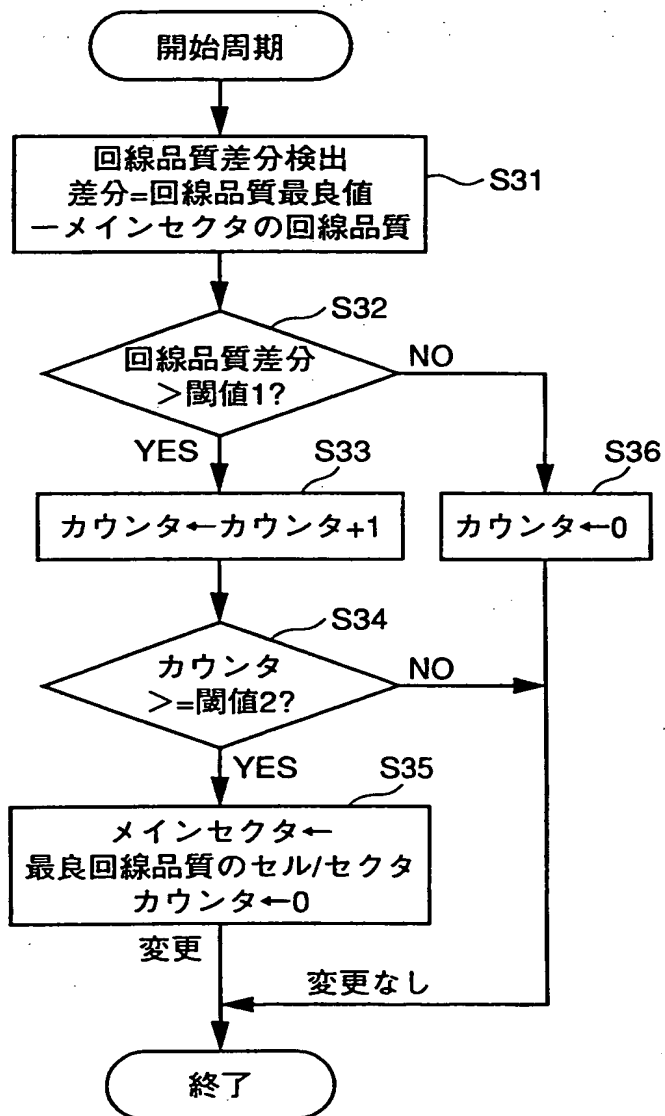 開始周期
回線品質差分検出
差分=回線品質最良値
ーメインセクタの回線品質
S31
S32
回線品質差分
>閾値1?
NO
YES
S33
S36
カウンタ←カウンタ+1
カウンタ←0
S34
カウンタ
>=閾値2?
NO
YES
S35
メインセクタ←
最良回線品質のセル/セクタ
カウンタ←0
変更
変更なし
終了